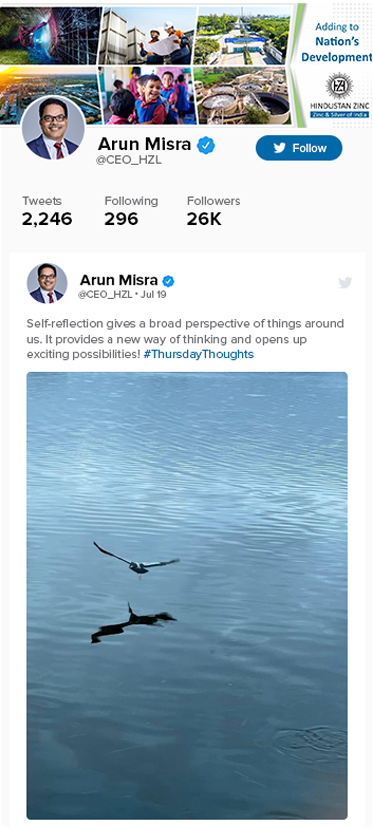 Adding to
Nation's
Development
HZ
HINDUSTAN ZINC
Zinc & Silver of India
Arun Misra
@CEO_HZL
Follow
Tweets Following Followers
2,246 296 26K
Arun Misra
@CEO_HZL • Jul 19
Self-reflection gives a broad perspective of things around
us. It provides a new way of thinking and opens up
exciting possibilities! #ThursdayThoughts